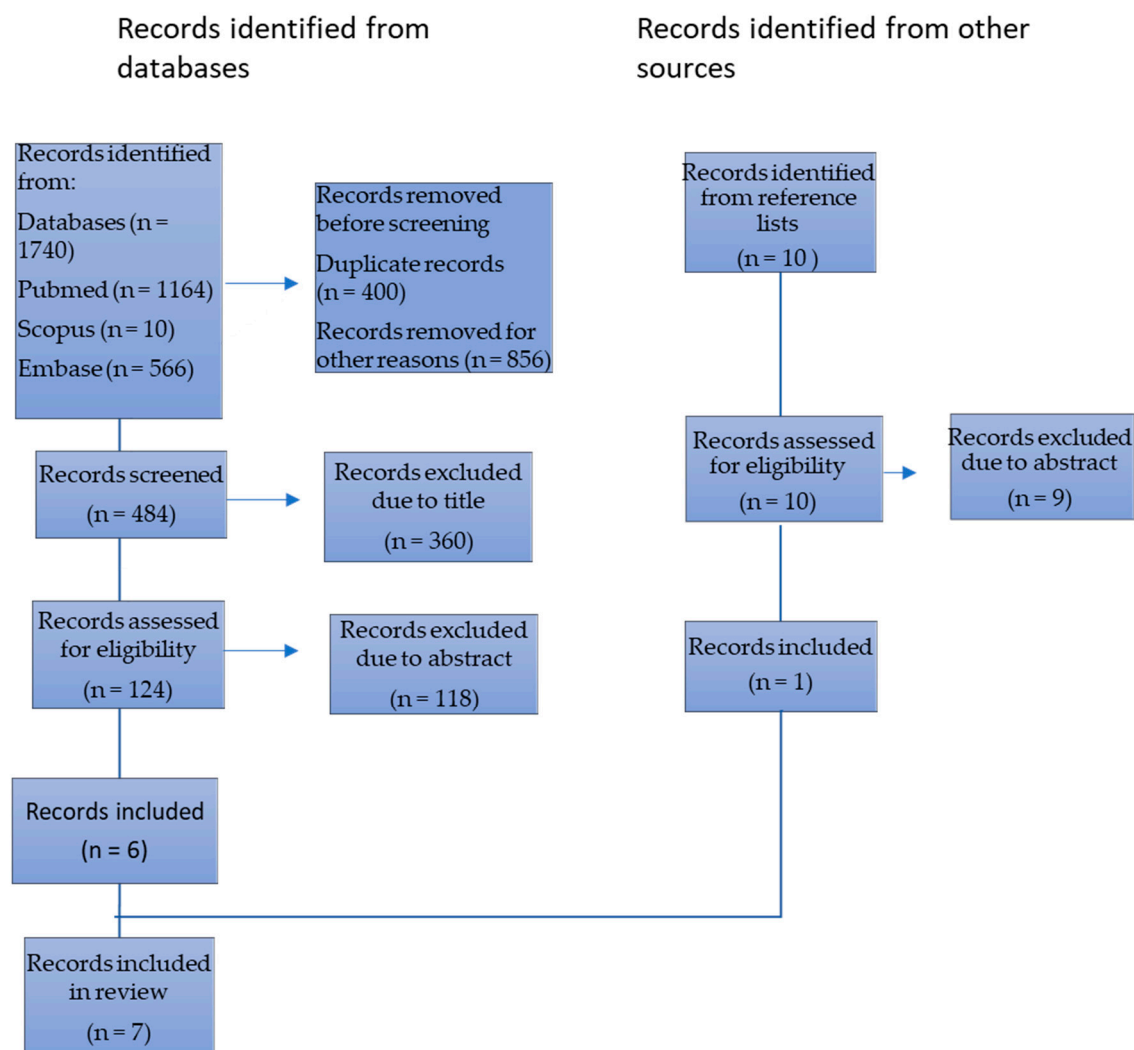 Records identified from
databases
Records identified from other
sources
Records identified
from:
Databases (n =
1740)
Pubmed (n = 1164)
Scopus (n = 10)
Embase (n = 566)
Records removed
before screening
Duplicate records
(n = 400)
Records removed for
other reasons (n = 856)
Records identified
from reference
lists
(n = 10 )
Records screened
(n = 484)
Records excluded
due to title
(n = 360)
Records assessed
for eligibility
(n = 10)
Records excluded
due to abstract
(n = 9)
Records assessed
for eligibility
(n = 124)
Records excluded
due to abstract
(n = 118)
Records included
(n = 1)
Records included
(n = 6)
Records included
in review
(n = 7)